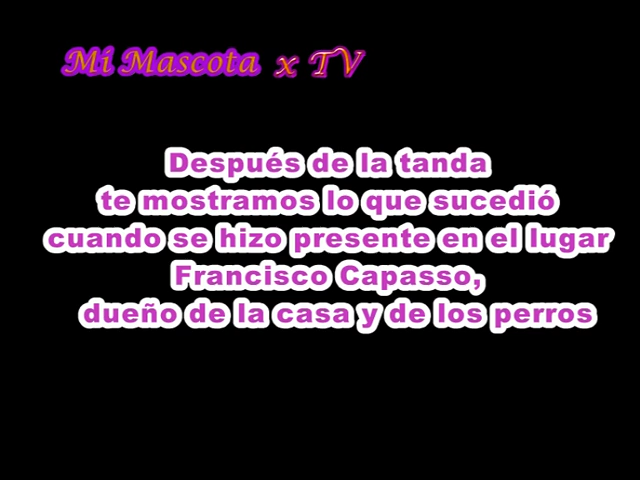 Mi Mascota x TV
Después de la tanda
te mostramos lo que sucedió
cuando se hizo presente en el lugar
Francisco Capasso,
dueño de la casa y de los perros